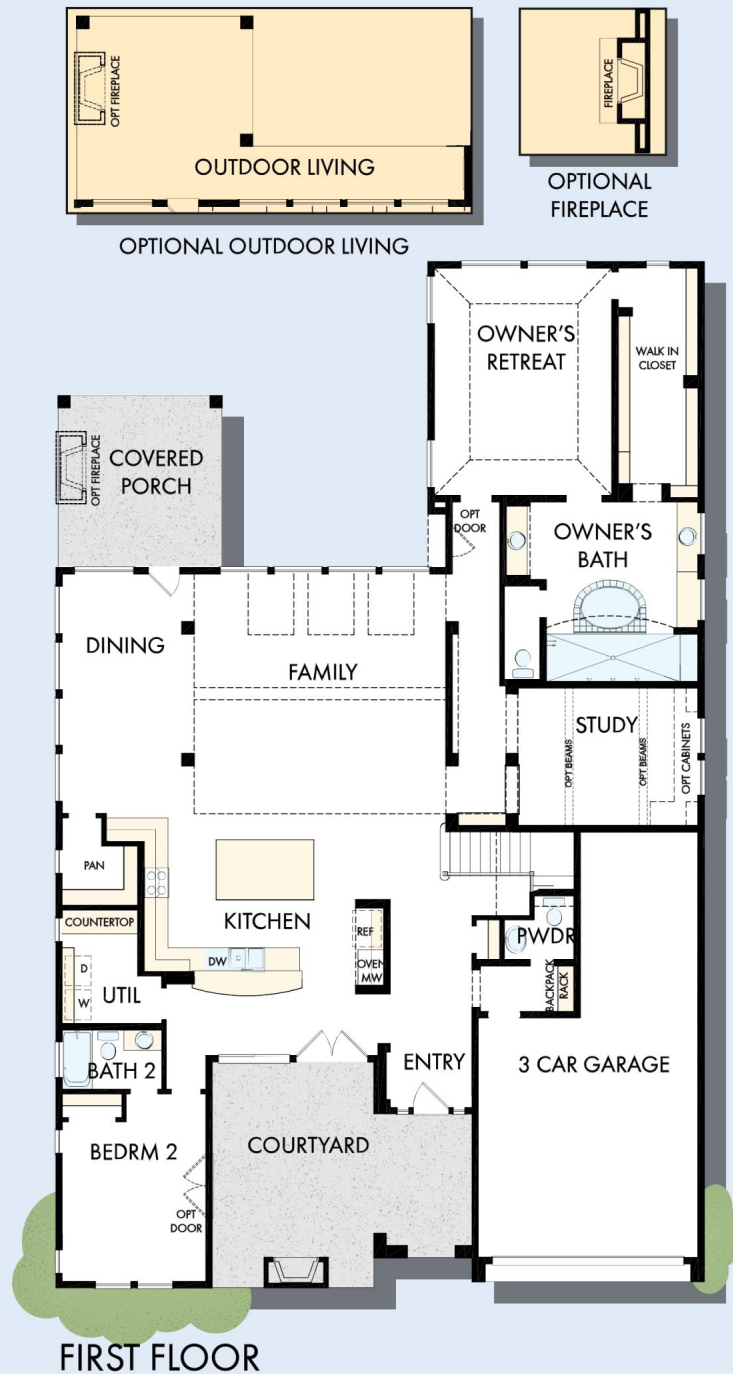 OPT FIREPLACE
OUTDOOR LIVING
FIREPLACE
OPTIONAL OUTDOOR LIVING
OPTIONAL
FIREPLACE
OWNER'S
RETREAT
WALK IN
CLOSET
OPT FIREPLACE
COVERED
PORCH
OPT
DOOR
OWNER'S
BATH
DINING
FAMILY
STUDY
OPT BEAMS
OPT BEAMS
OPT CABINETS
PAN
KITCHEN
COUNTERTOP
REF
PWDR
DW
OVEN
MW
D
W
UTIL
BACKPACK
RACK
BATH 2
ENTRY
3 CAR GARAGE
BEDRM 2
COURTYARD
OPT
DOOR
FIRST FLOOR